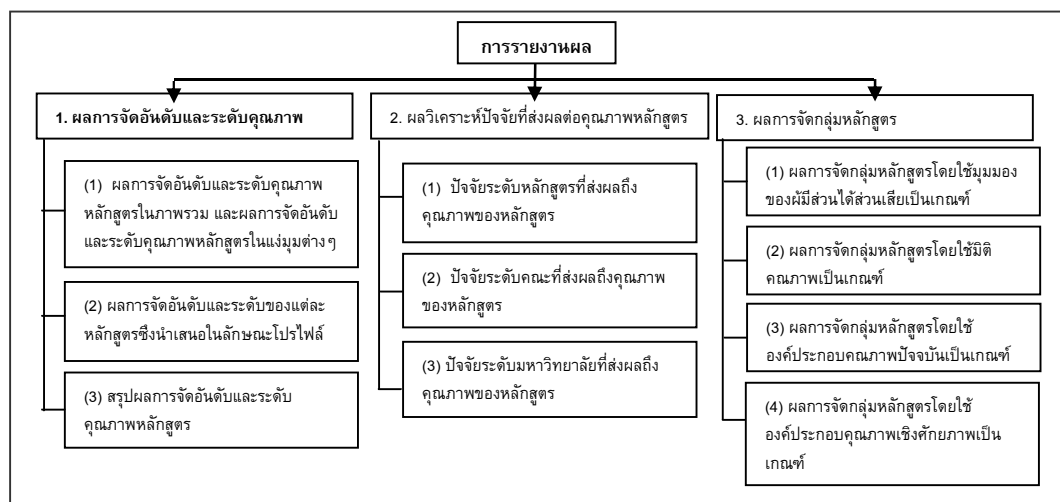 การรายงานผล
1. ผลการจัดอันดับและระดับคุณภาพ
(1) ผลการจัดอันดับและระดับคุณภาพ
หลักสูตรในภาพรวม และผลการจัดอันดับ
และระดับคุณภาพหลักสูตรในแง่มุมต่างๆ
(2) ผลการจัดอันดับและระดับของแต่ละ
หลักสูตรซึ่งนำเสนอในลักษณะโปรไฟล์
(3) สรุปผลการจัดอันดับและระดับ
คุณภาพหลักสูตร
2. ผลวิเคราะห์ปัจจัยที่ส่งผลต่อคุณภาพหลักสูตร
(1) ปัจจัยระดับหลักสูตรที่ส่งผลถึง
คุณภาพของหลักสูตร
(2) ปัจจัยระดับคณะที่ส่งผลถึงคุณภาพ
ของหลักสูตร
(3) ปัจจัยระดับมหาวิทยาลัยที่ส่งผลถึง
คุณภาพของหลักสูตร
3. ผลการจัดกลุ่มหลักสูตร
(1) ผลการจัดกลุ่มหลักสูตรโดยใช้มุมมอง
ของผู้มีส่วนได้ส่วนเสียเป็นเกณฑ์
(2) ผลการจัดกลุ่มหลักสูตรโดยใช้มิติ
คุณภาพเป็นเกณฑ์
(3) ผลการจัดกลุ่มหลักสูตรโดยใช้
องค์ประกอบคุณภาพปัจจุบันเป็นเกณฑ์
(4) ผลการจัดกลุ่มหลักสูตรโดยใช้
องค์ประกอบคุณภาพเชิงศักยภาพเป็น
เกณฑ์